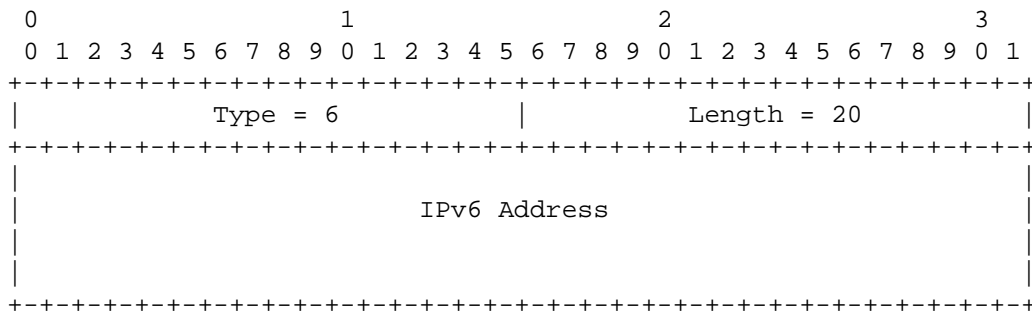 0                   1                   2                   3
 0 1 2 3 4 5 6 7 8 9 0 1 2 3 4 5 6 7 8 9 0 1 2 3 4 5 6 7 8 9 0 1
+-+-+-+-+-+-+-+-+-+-+-+-+-+-+-+-+-+-+-+-+-+-+-+-+-+-+-+-+-+-+-+-+
|            Type = 6           |          Length = 20          |
+-+-+-+-+-+-+-+-+-+-+-+-+-+-+-+-+-+-+-+-+-+-+-+-+-+-+-+-+-+-+-+-+
|                                                               |
|                         IPv6 Address                          |
|                                                               |
|                                                               |
+-+-+-+-+-+-+-+-+-+-+-+-+-+-+-+-+-+-+-+-+-+-+-+-+-+-+-+-+-+-+-+-+